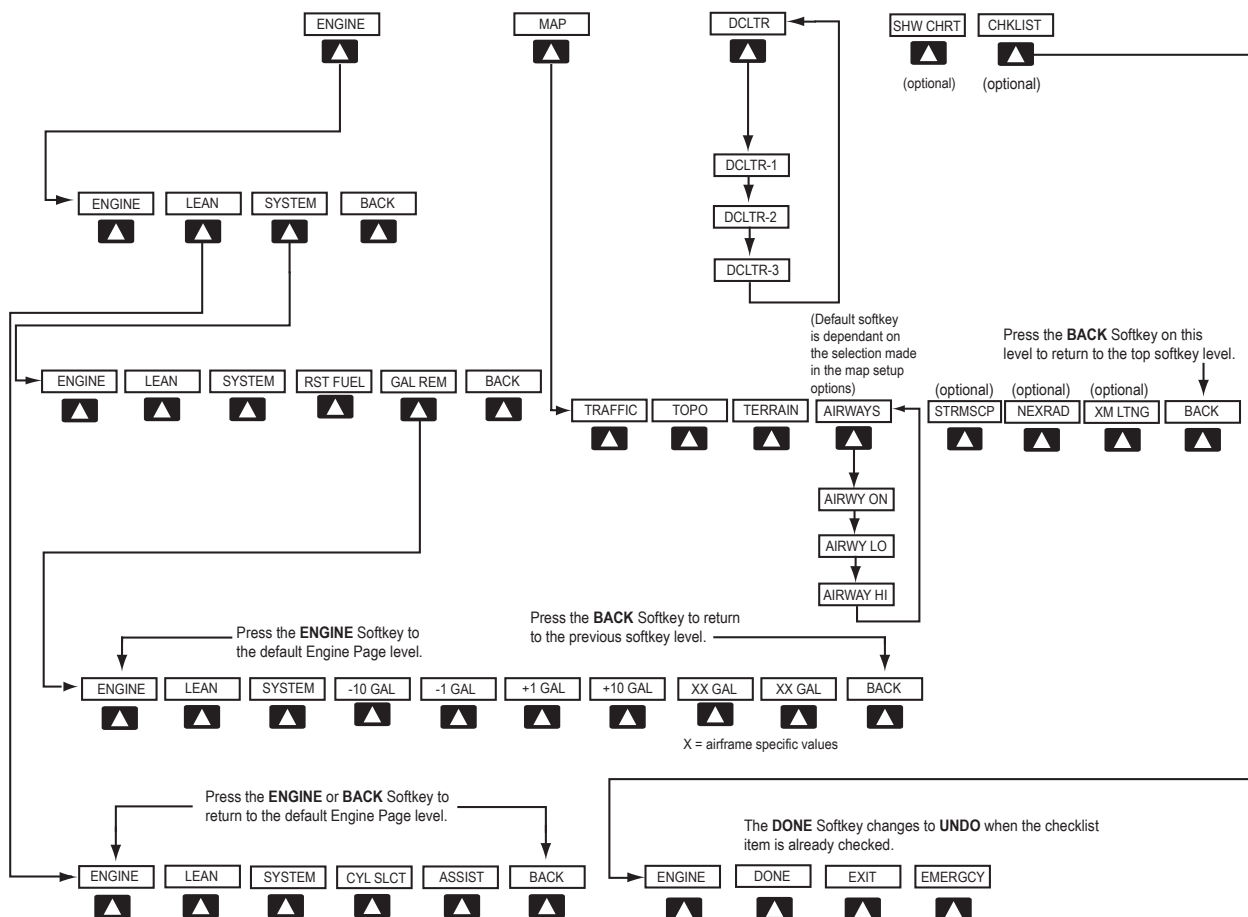 ENGINE
MAP
DCLTR
SHW CHRT
CHKLIST
(optional)
(optional)
DCLTR-1
DCLTR-2
DCLTR-3
ENGINE
LEAN
SYSTEM
BACK
(Default softkey
is dependant on
the selection made
in the map setup
options)
Press the BACK Softkey on this
level to return to the top softkey level.
ENGINE
LEAN
SYSTEM
RST FUEL
GAL REM
BACK
TRAFFIC
TOPO
TERRAIN
AIRWAYS
(optional)
STRMSCP
(optional)
NEXRAD
(optional)
XM LTNG
BACK
AIRWY ON
AIRWY LO
AIRWAY HI
Press the ENGINE Softkey to
the default Engine Page level.
Press the BACK Softkey to return
to the previous softkey level.
ENGINE
LEAN
SYSTEM
-10 GAL
-1 GAL
+1 GAL
+10 GAL
XX GAL
XX GAL
BACK
X = airframe specific values
Press the ENGINE or BACK Softkey to
return to the default Engine Page level.
ENGINE
LEAN
SYSTEM
CYL SLCT
ASSIST
BACK
The DONE Softkey changes to UNDO when the checklist
item is already checked.
ENGINE
DONE
EXIT
EMERGCY